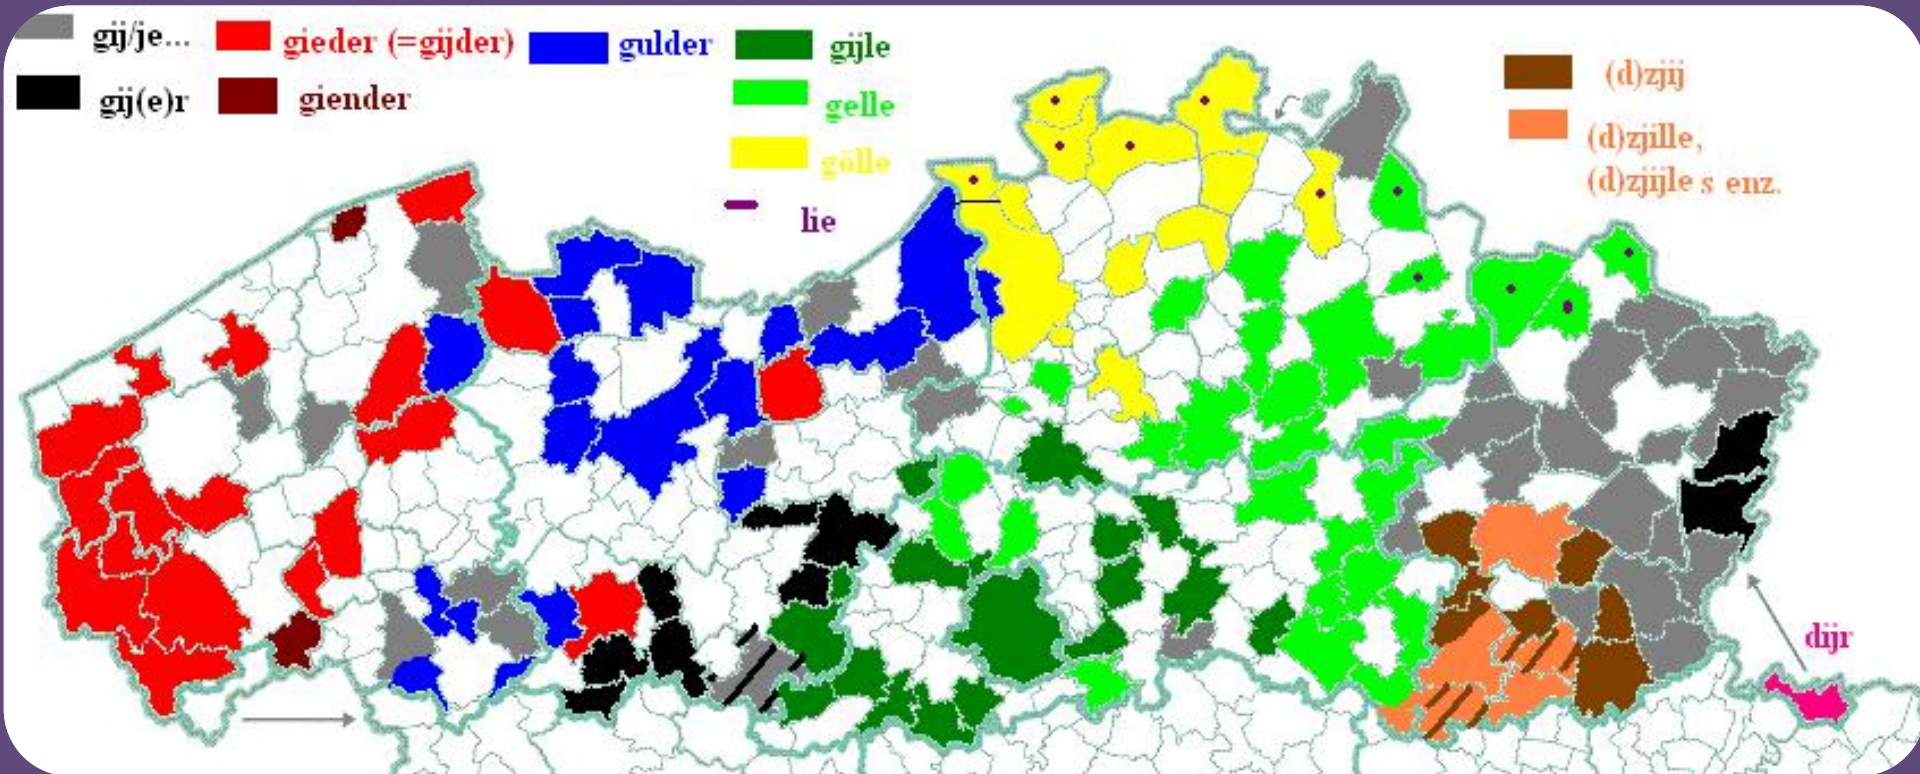 gij/je...
gij(e)r
gieder (=gijder)
giender
gulder
gijle
gelle
gölle
lie
(d)zjij
(d)zjille,
(d)zjijle s enz.
dijr